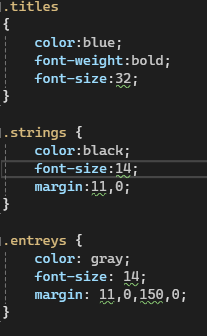 .titles
{
color:blue;
font-weight:bold;
font-size:32;
}
.strings {
color:black;
font-size:14;
margin:11,0;
}
.entreys {
color: gray;
font-size: 14;
margin: 11,0,150,0;
}